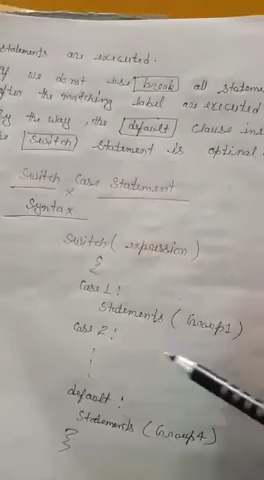 statements are executed.
If we do not use break all stateme
after the matching label are executed
By the way, the default clause ins
the switch statement is optional.
Switch Case Statement
Syntax
Switch ( expression )
{
Case 1 :
Statements ( Group1 )
Case 2 :
default :
Statements ( Group4 )
}